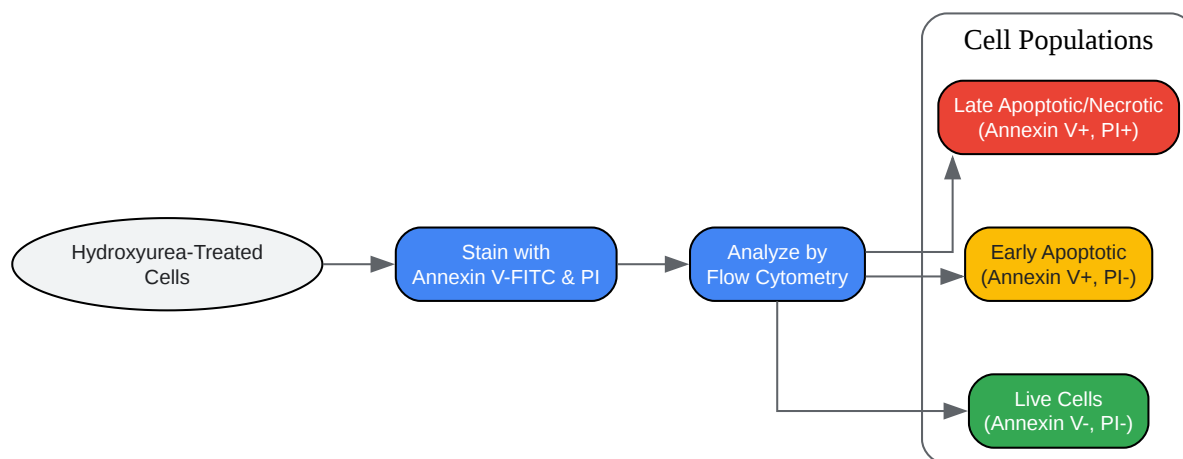 Cell Populations
Late Apoptotic/Necrotic
(Annexin V+, PI+)
Hydroxyurea-Treated
Cells
Stain with
Annexin V-FITC & PI
Analyze by
Flow Cytometry
Early Apoptotic
(Annexin V+, PI-)
Live Cells
(Annexin V-, PI-)